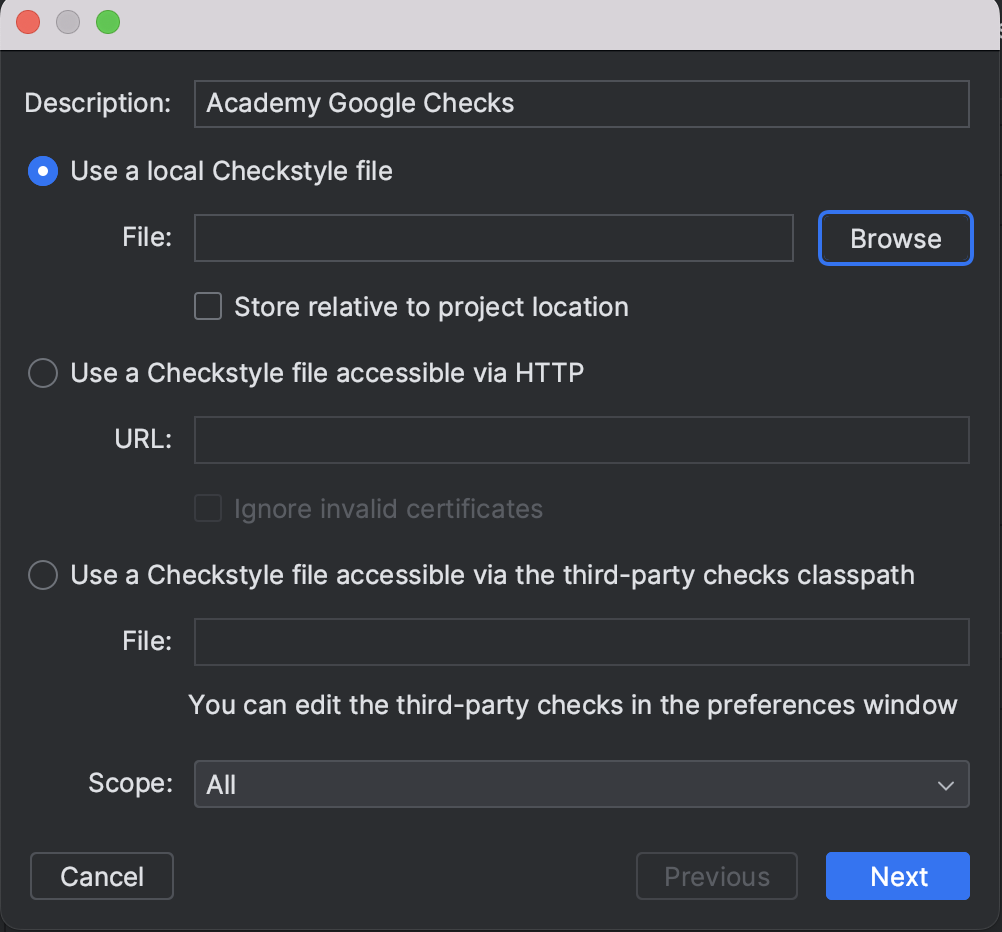 Description: Academy Google Checks
Use a local Checkstyle file
File: Browse
Store relative to project location
Use a Checkstyle file accessible via HTTP
URL:
Ignore invalid certificates
Use a Checkstyle file accessible via the third-party checks classpath
File:
You can edit the third-party checks in the preferences window
Scope: All
Cancel Previous Next